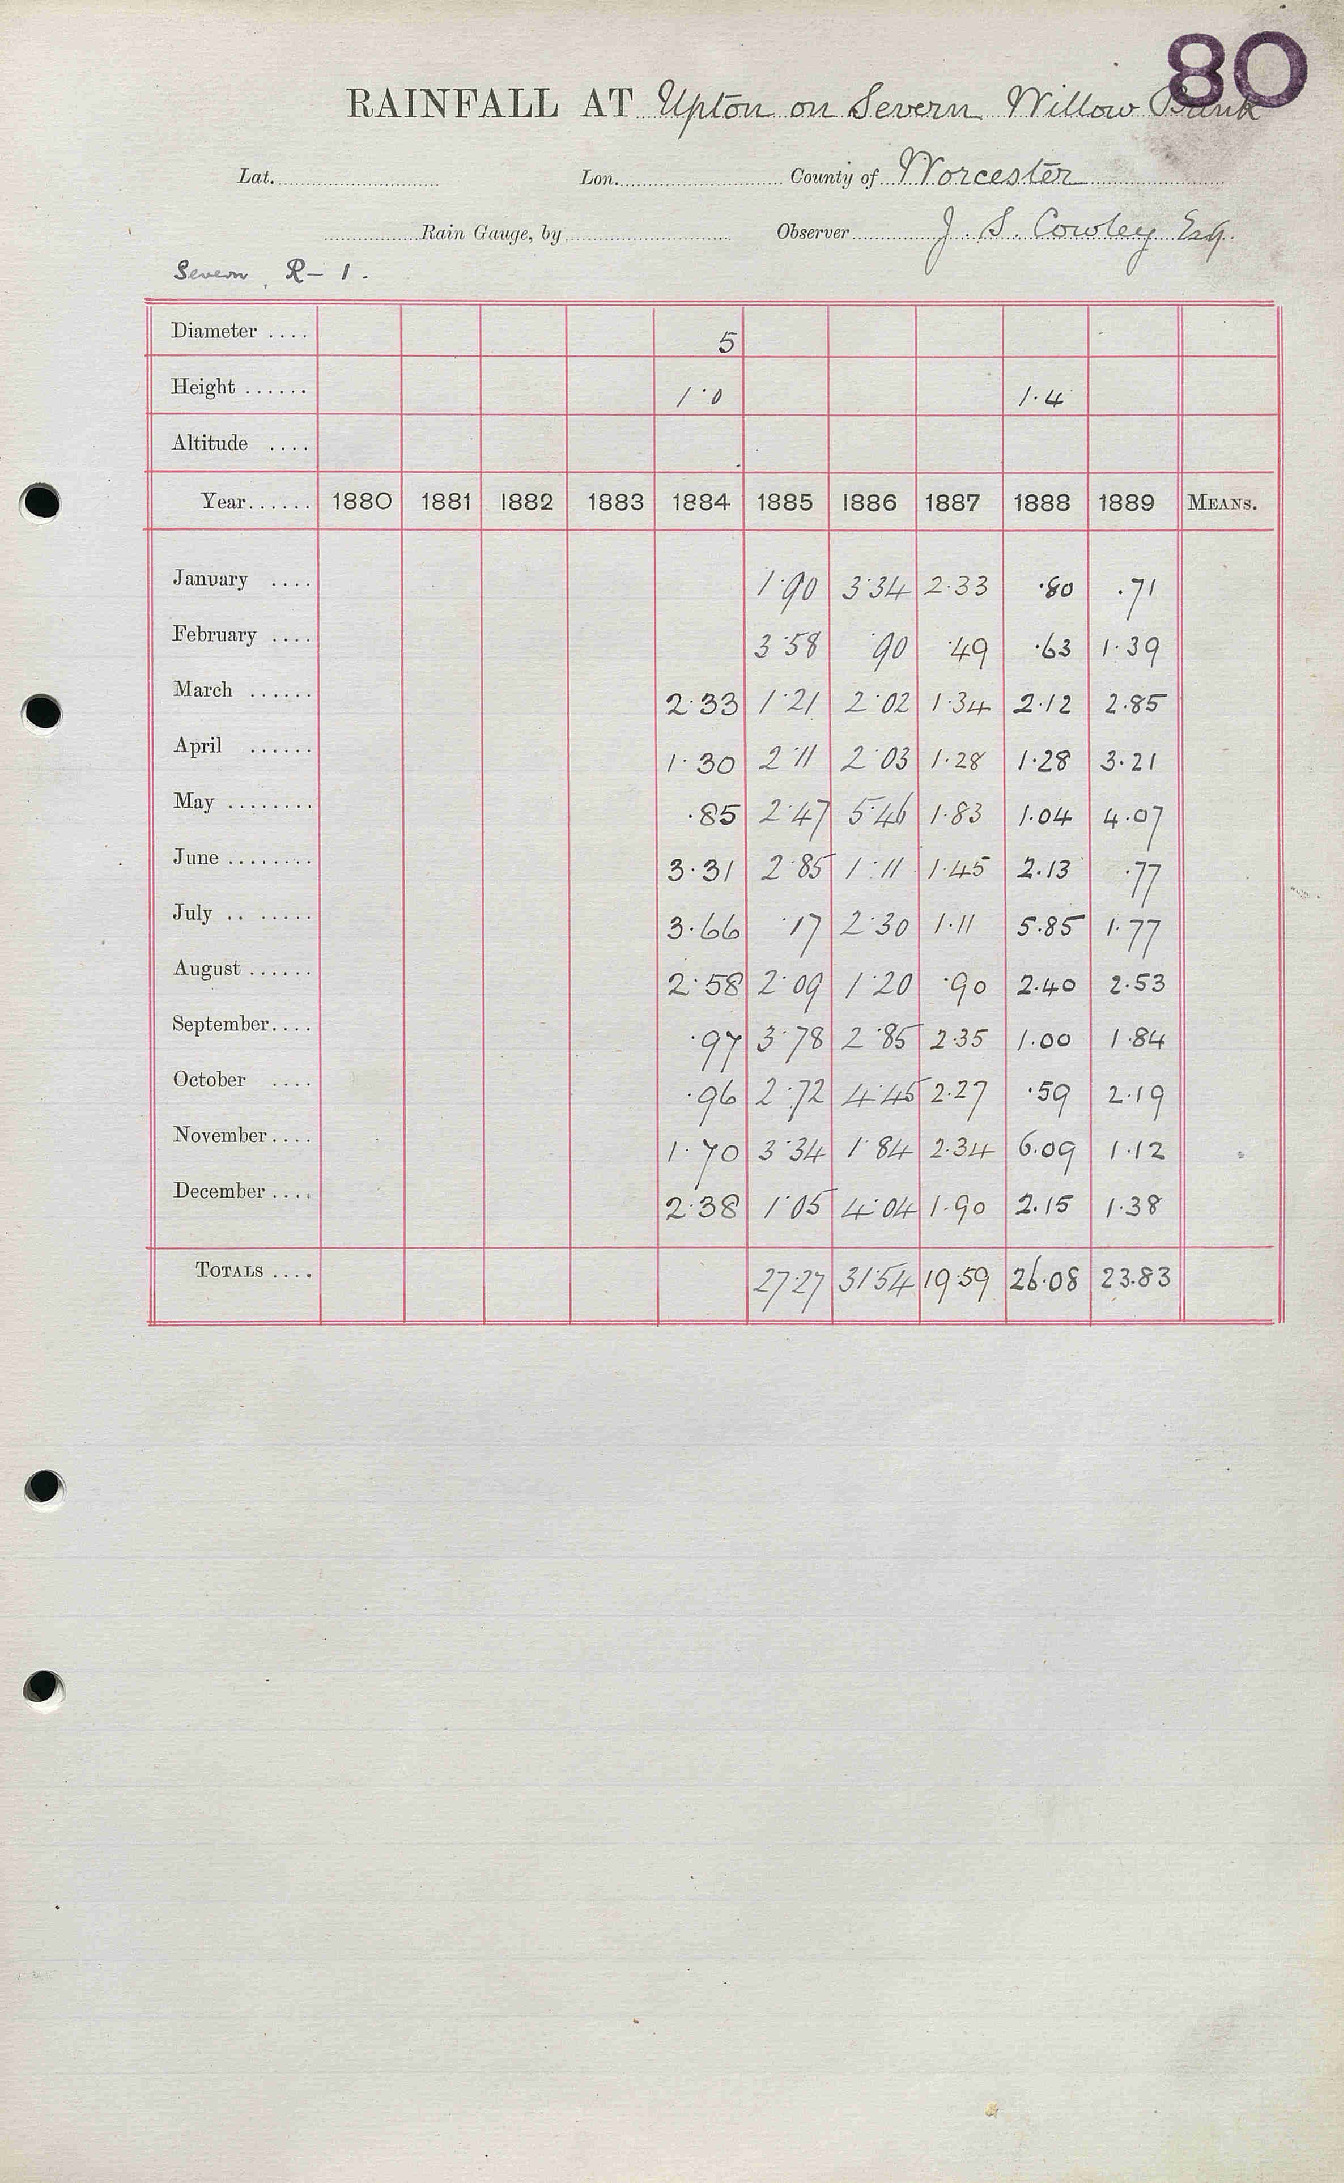 80
RAINFALL AT Upton on Severn Willow Bank
Lat. Lon. County of Worcester
Rain Gauge, by Observer J. S. Cowley Esq.
Severn R- 1.
Diameter .... 5
Height ...... 1·0 1·4
Altitude ....
Year...... 1880 1881 1882 1883 1884 1885 1886 1887 1888 1889 MEANS.
January .... 1·90 3·34 2·33 ·80 ·71
February .... 3·58 ·90 ·49 ·63 1·39
March ...... 2·33 1·21 2·02 1·34 2·12 2·85
April ...... 1·30 2·11 2·03 1·28 1·28 3·21
May ........ ·85 2·47 5·46 1·83 1·04 4·07
June ........ 3·31 2·85 1·11 1·45 2·13 ·77
July .. ..... 3·66 ·17 2·30 1·11 5·85 1·77
August ...... 2·58 2·09 1·20 ·90 2·40 2·53
September.... ·97 3·78 2·85 2·35 1·00 1·84
October .... ·96 2·72 4·45 2·27 ·59 2·19
November.... 1·70 3·34 1·84 2·34 6·09 1·12
December .... 2·38 1·05 4·04 1·90 2·15 1·38
TOTALS .... 27·27 31·54 19·59 26·08 23·83